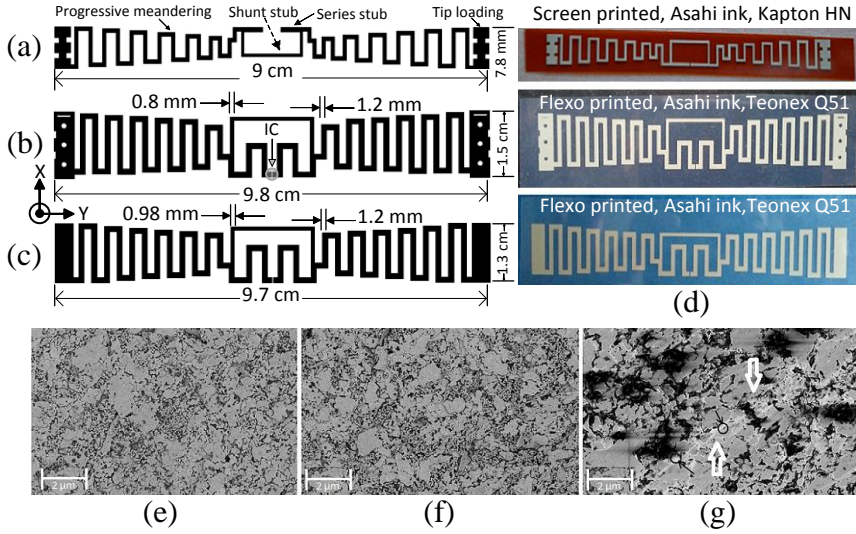 Progressive meandering
Shunt stub
Series stub
Tip loading
Screen printed, Asahi ink, Kapton HN
(a)
7.8 mm
9 cm
0.8 mm
1.2 mm
Flexo printed, Asahi ink,Teonex Q51
(b)
IC
1.5 cm
X
9.8 cm
Y
0.98 mm
1.2 mm
Flexo printed, Asahi ink,Teonex Q51
(c)
1.3 cm
9.7 cm
(d)
2 µm
2 µm
2 µm
(e)
(f)
(g)